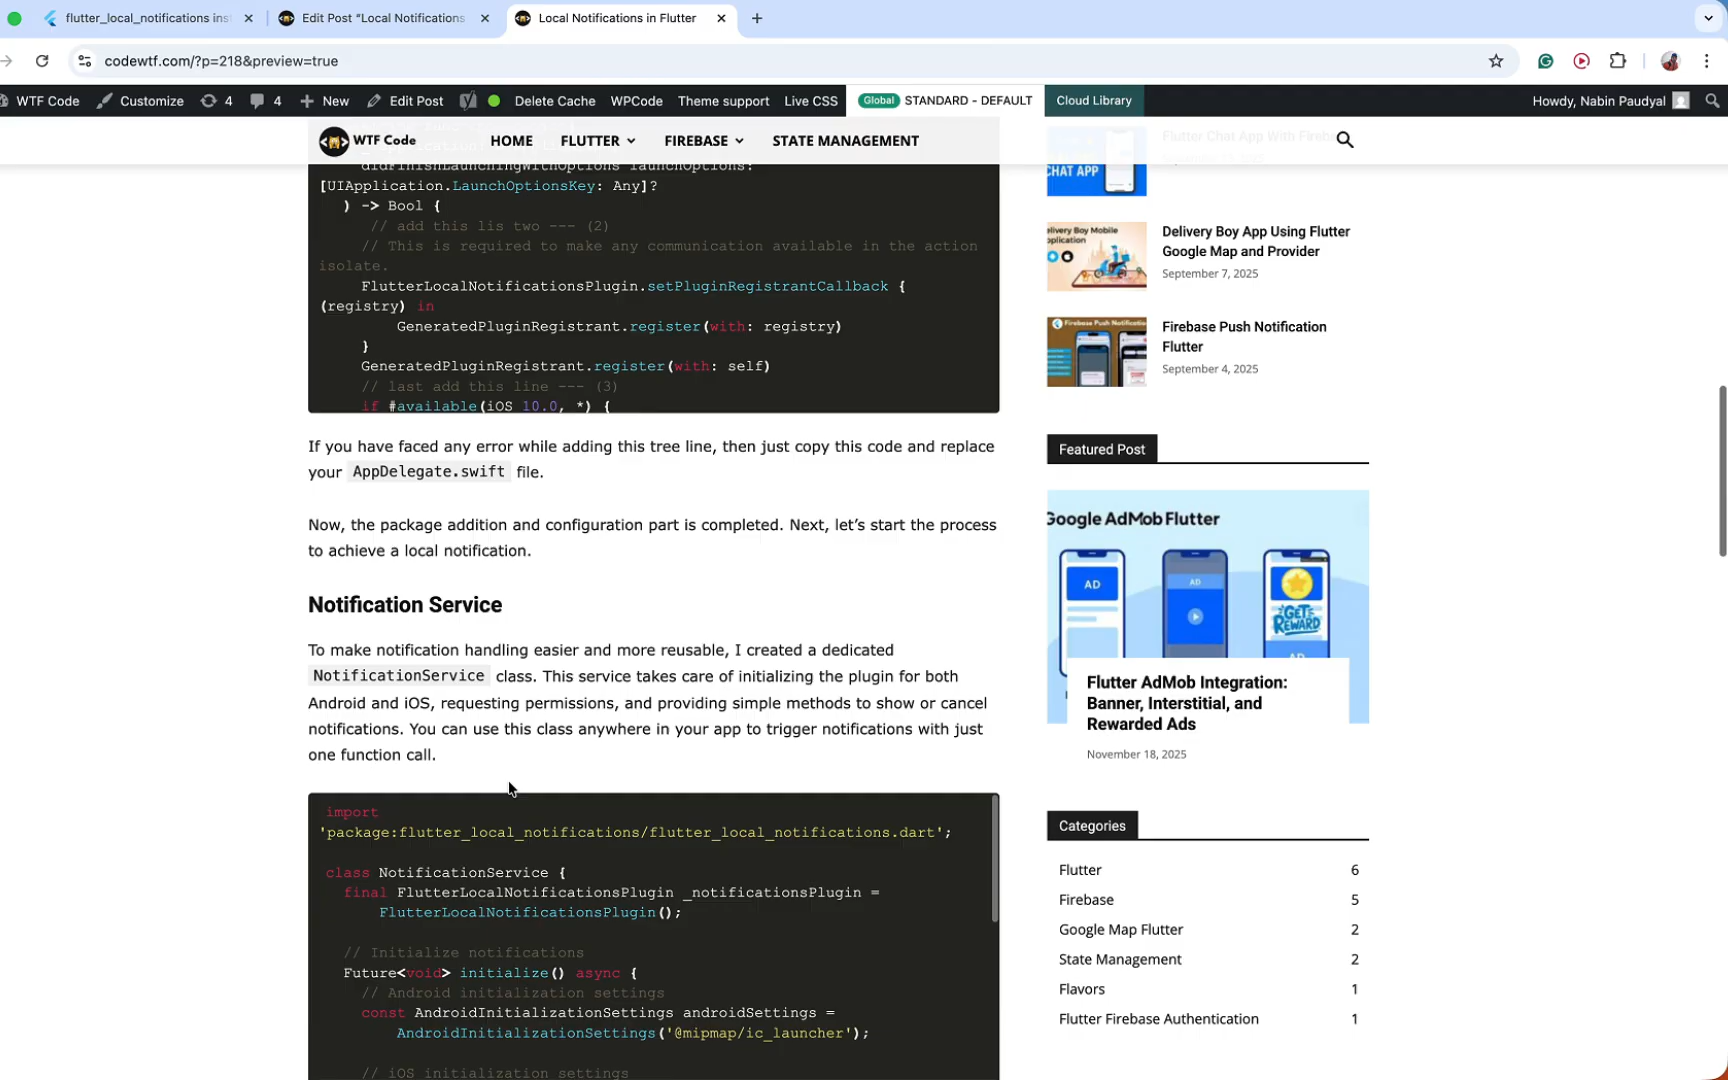 flutter_local_notifications ins
Edit Post "Local Notifications
Local Notifications in Flutter
codewtf.com/?p=218&preview=true
WTF Code
Customize
4
4
New
Edit Post
Delete Cache
WPCode
Theme support
Live CSS
Global
STANDARD - DEFAULT
Cloud Library
Howdy, Nabin Paudyal
WTF Code
HOME
FLUTTER
FIREBASE
STATE MANAGEMENT
didFinishLaunchingWithOptions launchOptions:
[UIApplication.LaunchOptionsKey: Any]?
) -> Bool {
// add this lis two --- (2)
// This is required to make any communication available in the action
isolate.
FlutterLocalNotificationsPlugin.setPluginRegistrantCallback {
(registry) in
GeneratedPluginRegistrant.register(with: registry)
}
GeneratedPluginRegistrant.register(with: self)
// last add this line --- (3)
if #available(iOS 10.0, *) {
If you have faced any error while adding this tree line, then just copy this code and replace
your AppDelegate.swift file.
Now, the package addition and configuration part is completed. Next, let's start the process
to achieve a local notification.
Notification Service
To make notification handling easier and more reusable, I created a dedicated
NotificationService class. This service takes care of initializing the plugin for both
Android and iOS, requesting permissions, and providing simple methods to show or cancel
notifications. You can use this class anywhere in your app to trigger notifications with just
one function call.
import
'package:flutter_local_notifications/flutter_local_notifications.dart';
class NotificationService {
final FlutterLocalNotificationsPlugin _notificationsPlugin =
FlutterLocalNotificationsPlugin();
// Initialize notifications
Future<void> initialize() async {
// Android initialization settings
const AndroidInitializationSettings androidSettings =
AndroidInitializationSettings('@mipmap/ic_launcher');
// iOS initialization settings
Flutter Chat App With Fireb
CHAT APP
elivery Boy Mobile
Delivery Boy App Using Flutter
Google Map and Provider
September 7, 2025
Firebase Push Notification
Firebase Push Notification
Flutter
September 4, 2025
Featured Post
Google AdMob Flutter
AD
AD
GET
REWARD
AD
Flutter AdMob Integration:
Banner, Interstitial, and
Rewarded Ads
November 18, 2025
Categories
Flutter 6
Firebase 5
Google Map Flutter 2
State Management 2
Flavors 1
Flutter Firebase Authentication 1